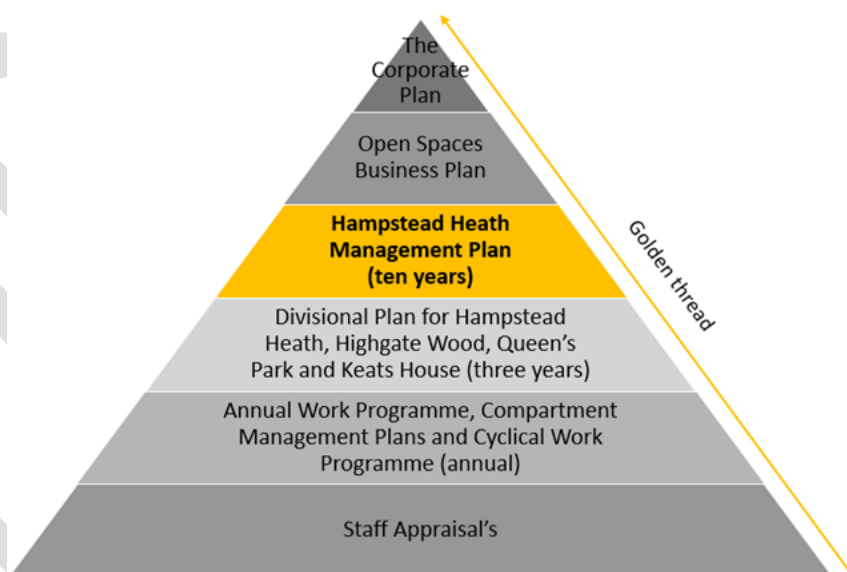 The
Corporate
Plan
Open Spaces
Business Plan
Hampstead Heath
Management Plan
(ten years)
Golden thread
Divisional Plan for Hampstead
Heath, Highgate Wood, Queen’s
Park and Keats House (three years)
Annual Work Programme, Compartment
Management Plans and Cyclical Work
Programme (annual)
Staff Appraisal’s